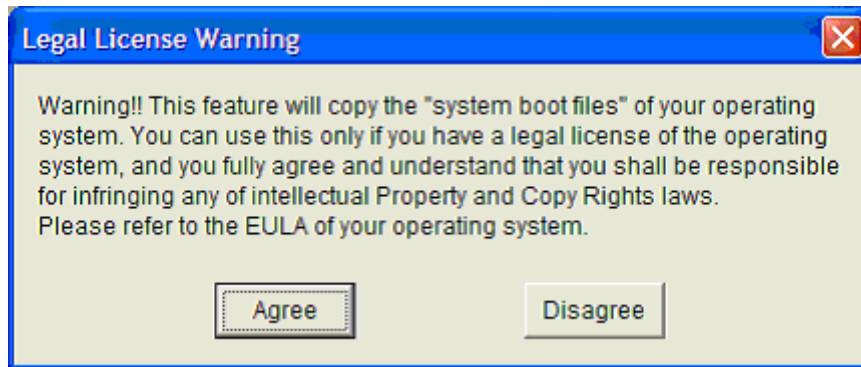 Legal License Warning
Warning!! This feature will copy the "system boot files" of your operating
system. You can use this only if you have a legal license of the operating
system, and you fully agree and understand that you shall be responsible
for infringing any of intellectual Property and Copy Rights laws.
Please refer to the EULA of your operating system.
Agree
Disagree